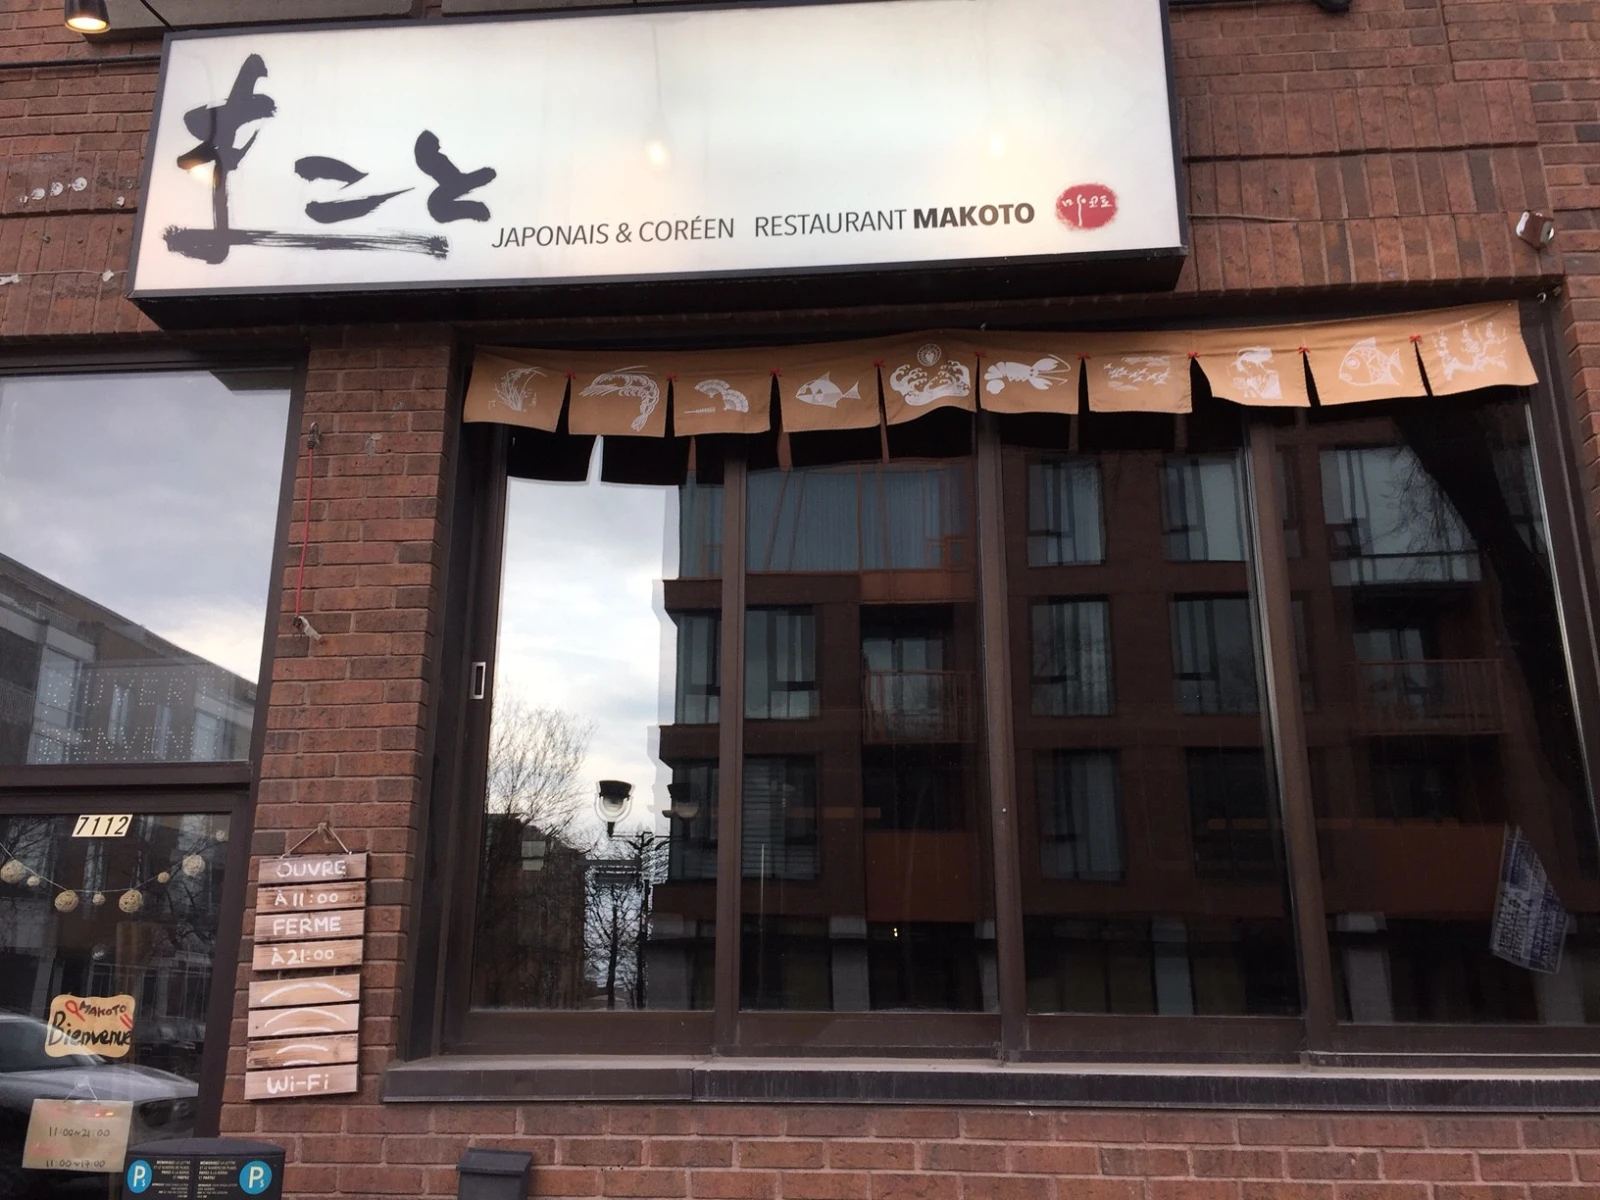 まこと
JAPONAIS & CORÉEN RESTAURANT MAKOTO
마코토
7112
OUVRE
À 11:00
FERME
À 21:00
Wi-Fi
MAKOTO
Bienvenue
11:00~21:00
11:00~17:00
P$ P$